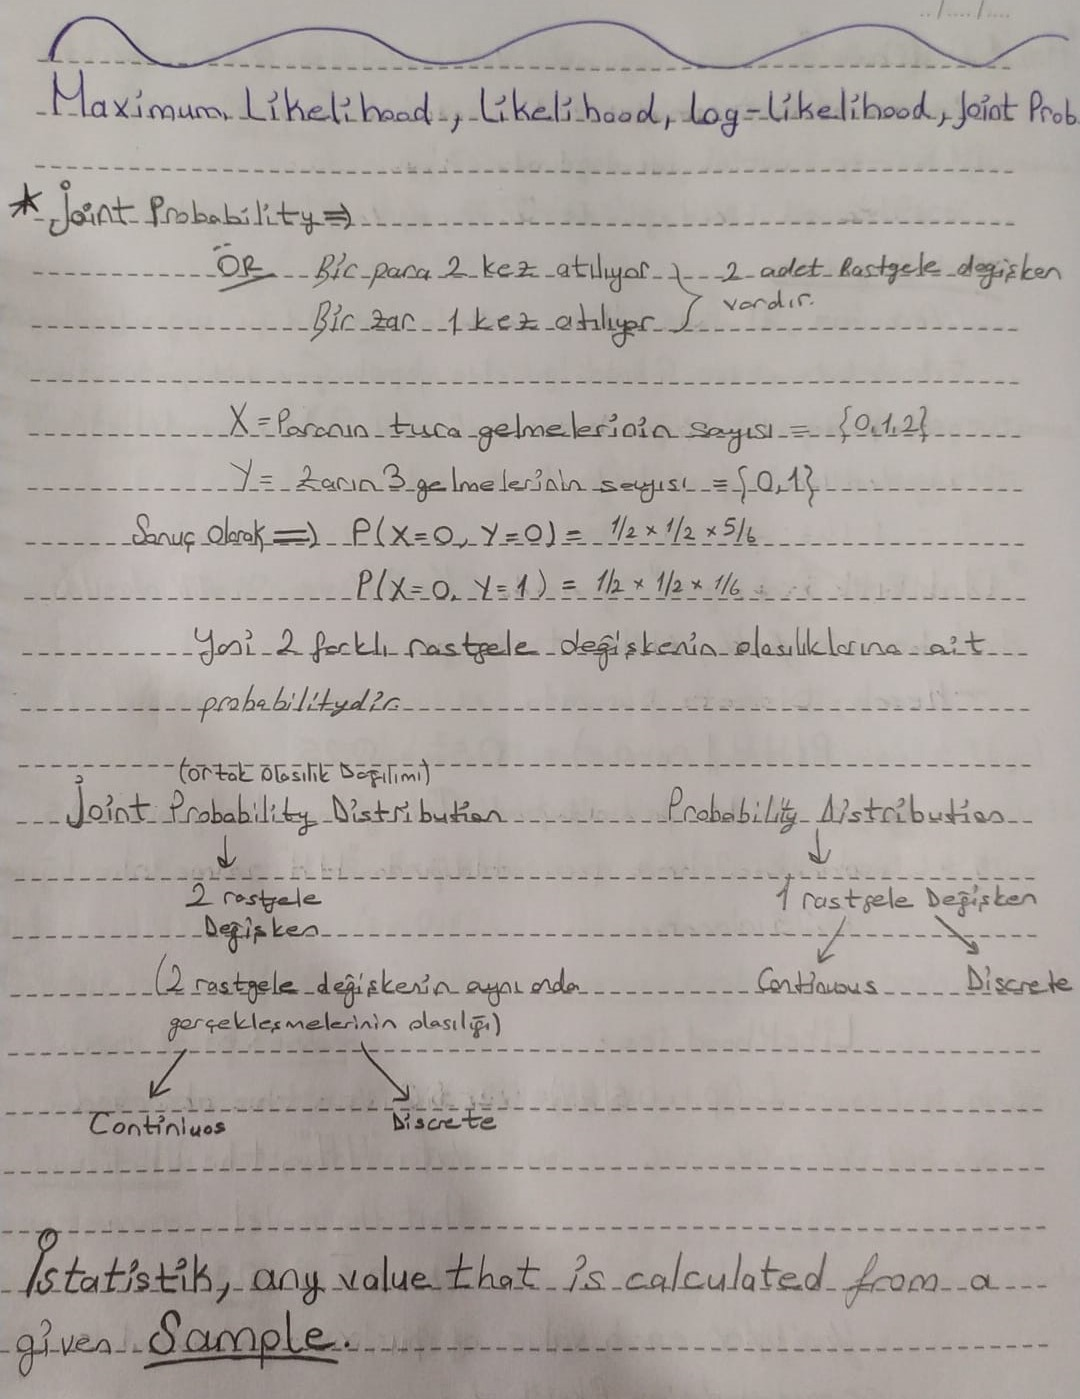 ../..../....
Maximum Likelihood, Likelihood, Log-Likelihood, Joint Prob.
* Joint Probability ⇒
ÖR Bir para 2 kez atılıyor } 2 adet Rastgele değişken
Bir zar 1 kez atılıyor vardır.
X = Paranın tura gelmelerinin sayısı = {0,1,2}
Y = Zarın 3 gelmelerinin sayısı = {0,1}
Sonuç Olarak ⇒ P(X=0, Y=0) = 1/2 x 1/2 x 5/6
P(X=0, Y=1) = 1/2 x 1/2 x 1/6
Yani 2 farklı rastgele değişkenin olasılıklarına ait
probabilitydir.
(ortak Olasılık Dağılımı)
Joint Probability Distribution Probability Distribution
↓ ↓
2 rastgele 1 rastgele Değişken
Değişken
(2 rastgele değişkenin aynı anda Continuous Discrete
gerçekleşmelerinin olasılığı)
Continiuos Discrete
İstatistik, any value that is calculated from a
given Sample.